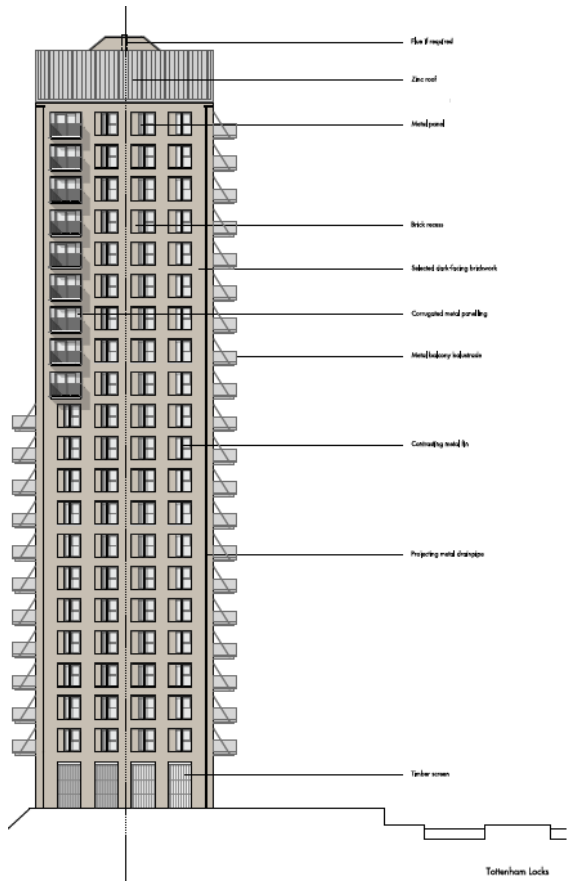 Flue if required
Zinc roof
Metal panel
Brick recess
Selected dark-facing brickwork
Corrugated metal panelling
Metal balcony balustrade
Contrasting metal fin
Projecting metal drainpipe
Timber screen
Tottenham Locks